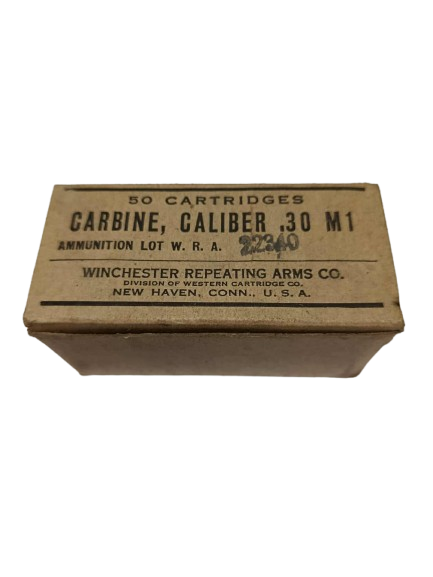 50 CARTRIDGES
CARBINE, CALIBER .30 M1
AMMUNITION LOT W. R. A. 22340
WINCHESTER REPEATING ARMS CO.
DIVISION OF WESTERN CARTRIDGE CO.
NEW HAVEN, CONN., U. S. A.